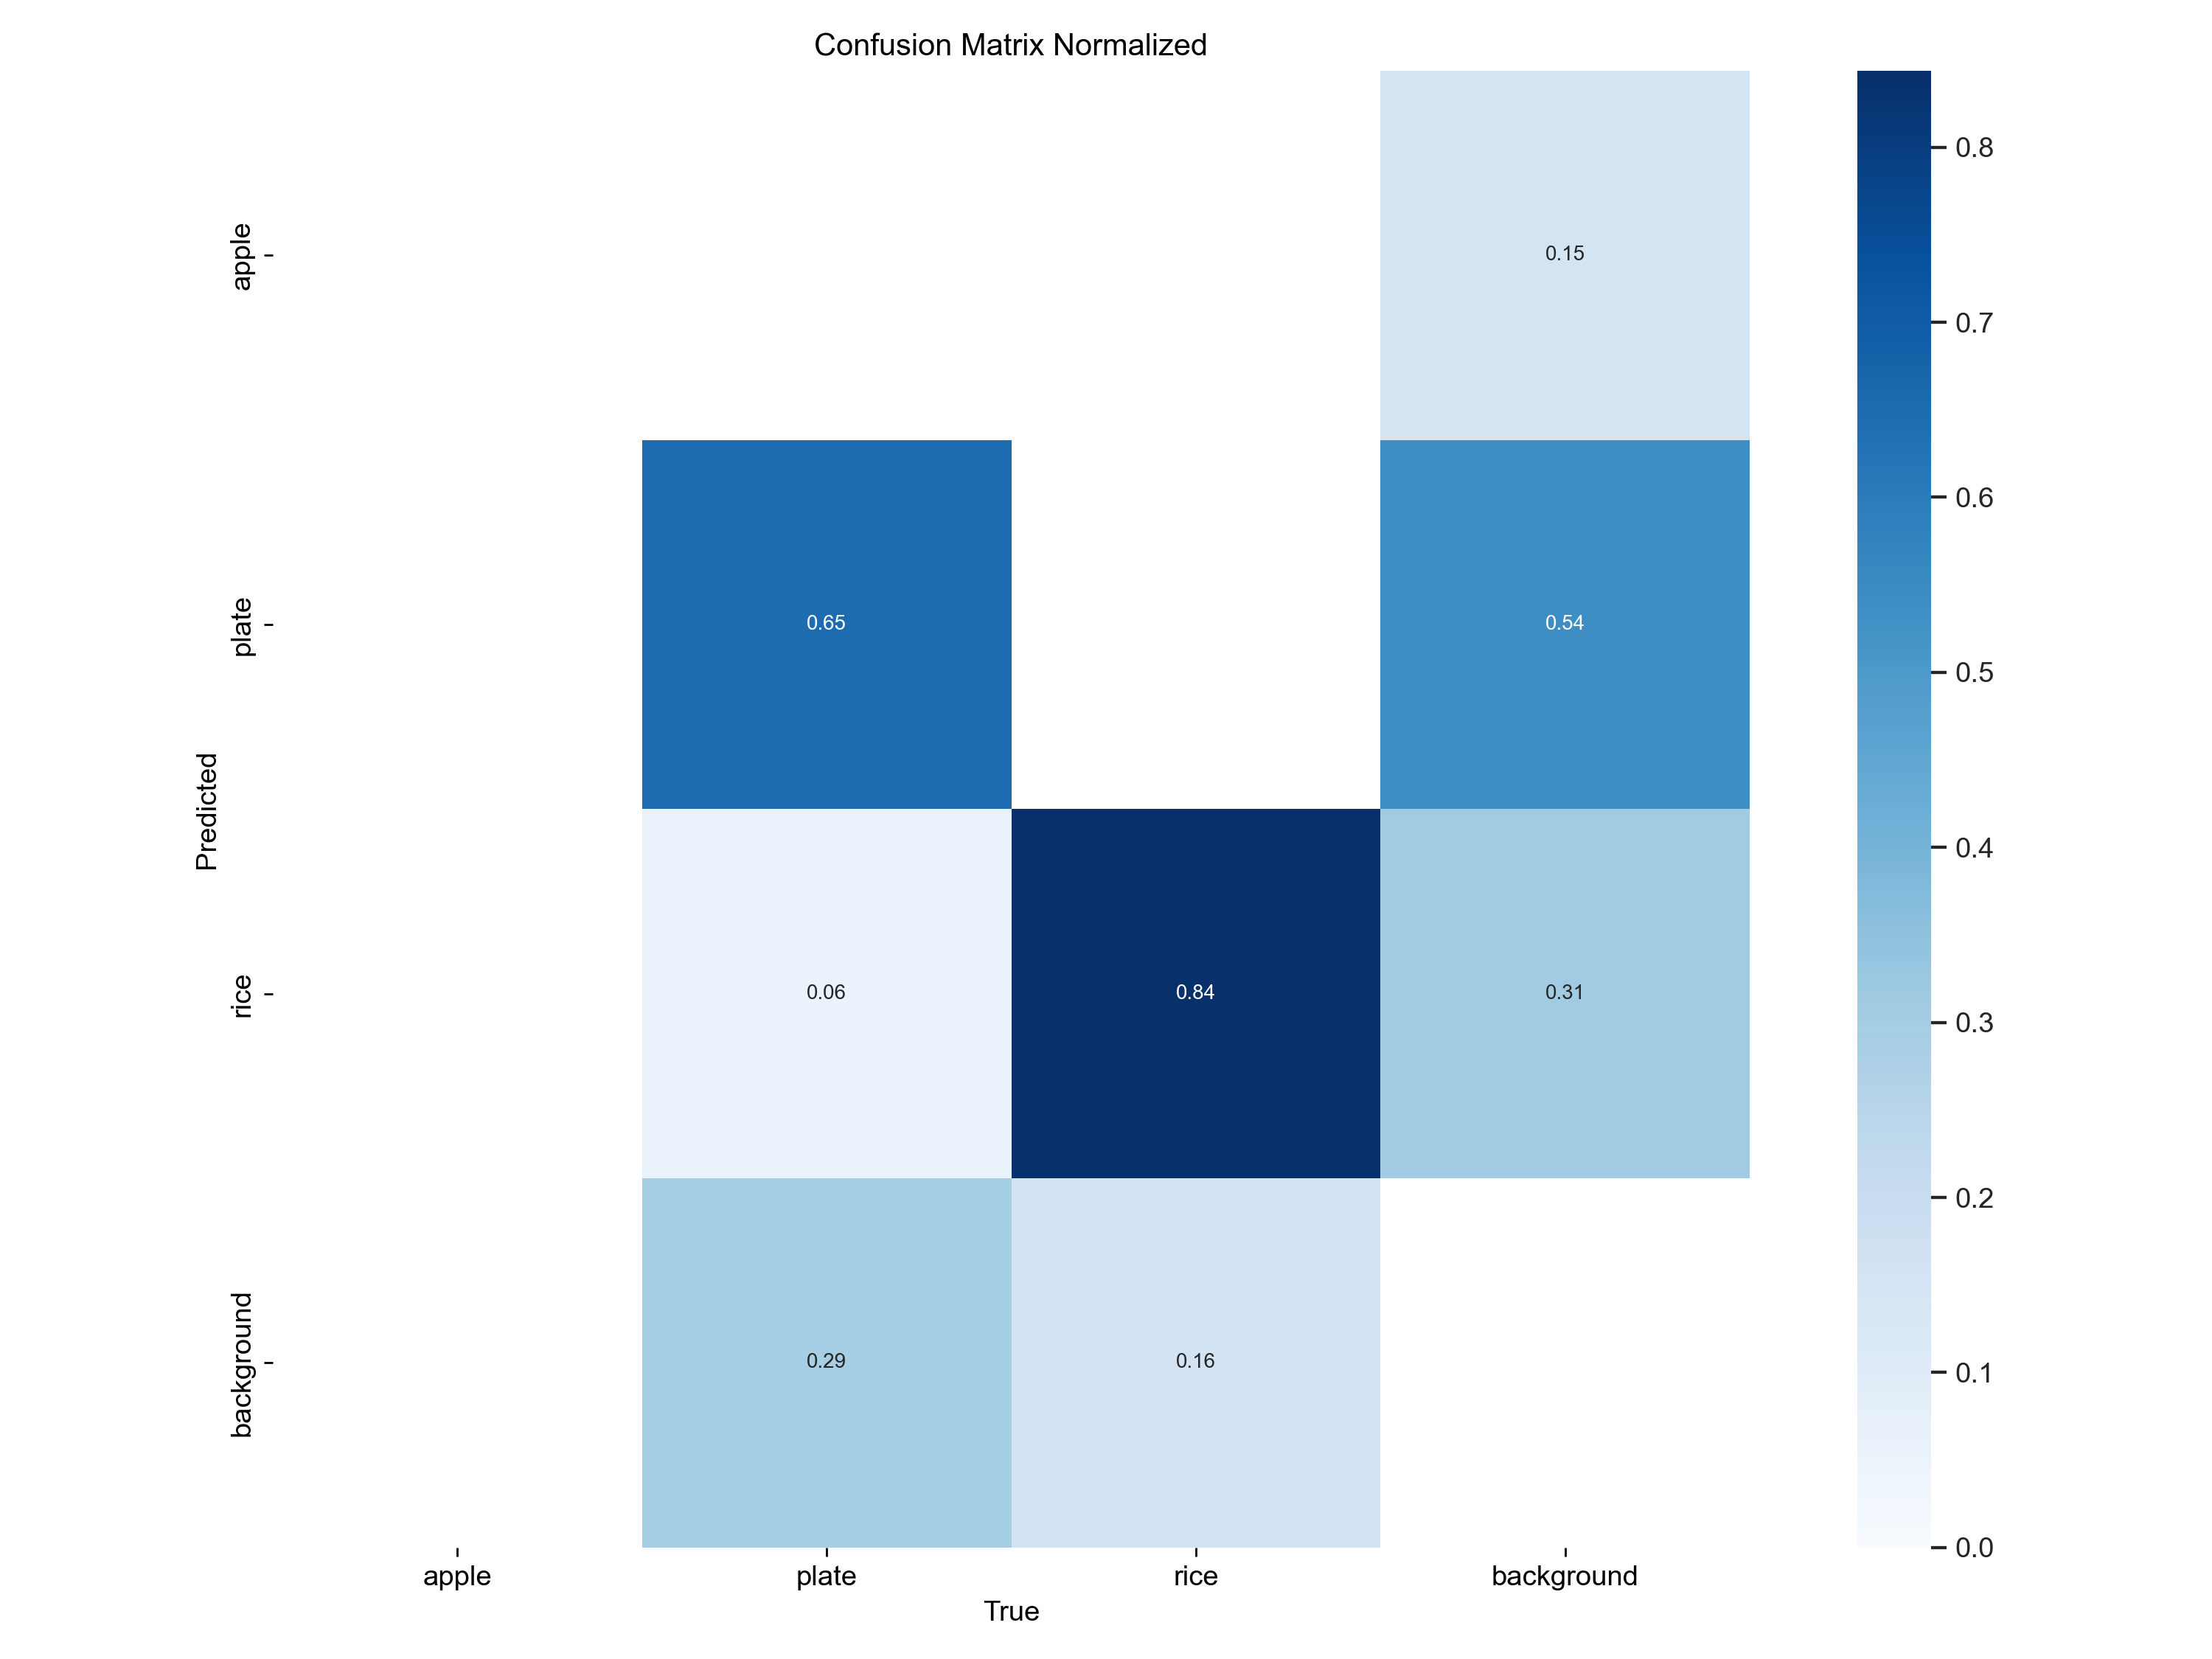 Confusion Matrix Normalized
apple
0.15
plate
0.65
0.54
rice
0.06
0.84
0.31
background
0.29
0.16
Predicted
apple
plate
rice
background
True
0.8
0.7
0.6
0.5
0.4
0.3
0.2
0.1
0.0